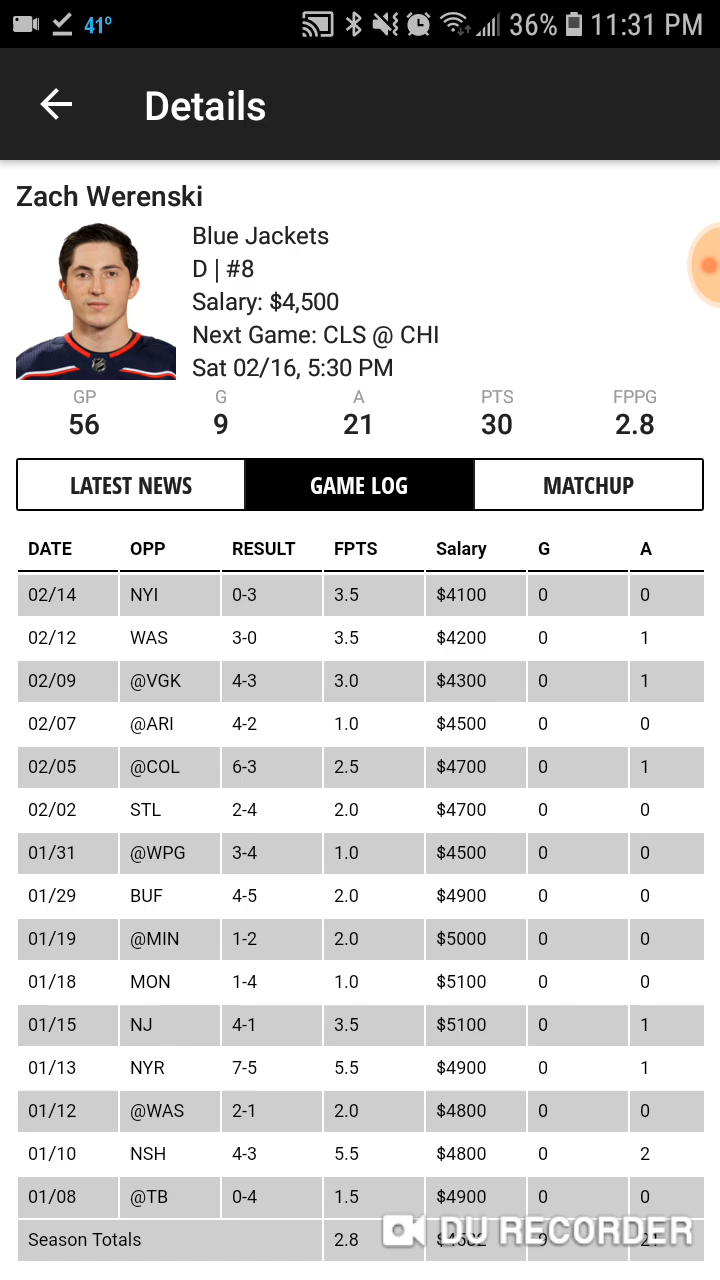 41°
36% 11:31 PM
Details
Zach Werenski
Blue Jackets
D | #8
Salary: $4,500
Next Game: CLS @ CHI
Sat 02/16, 5:30 PM
GP G A PTS FPPG
56 9 21 30 2.8
LATEST NEWS GAME LOG MATCHUP
DATE OPP RESULT FPTS Salary G A
02/14 NYI 0-3 3.5 $4100 0 0
02/12 WAS 3-0 3.5 $4200 0 1
02/09 @VGK 4-3 3.0 $4300 0 1
02/07 @ARI 4-2 1.0 $4500 0 0
02/05 @COL 6-3 2.5 $4700 0 1
02/02 STL 2-4 2.0 $4700 0 0
01/31 @WPG 3-4 1.0 $4500 0 0
01/29 BUF 4-5 2.0 $4900 0 0
01/19 @MIN 1-2 2.0 $5000 0 0
01/18 MON 1-4 1.0 $5100 0 0
01/15 NJ 4-1 3.5 $5100 0 1
01/13 NYR 7-5 5.5 $4900 0 1
01/12 @WAS 2-1 2.0 $4800 0 0
01/10 NSH 4-3 5.5 $4800 0 2
01/08 @TB 0-4 1.5 $4900 0 0
Season Totals 2.8 9 21
DU RECORDER